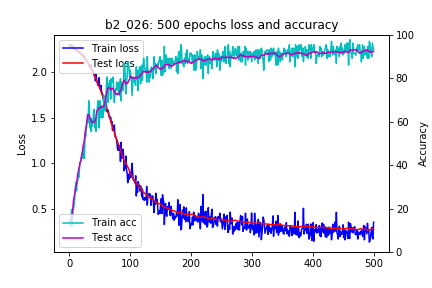 b2_026: 500 epochs loss and accuracy
Train loss
Test loss
Train acc
Test acc
Loss
2.0
1.5
1.0
0.5
Accuracy
100
80
60
40
20
0
0
100
200
300
400
500